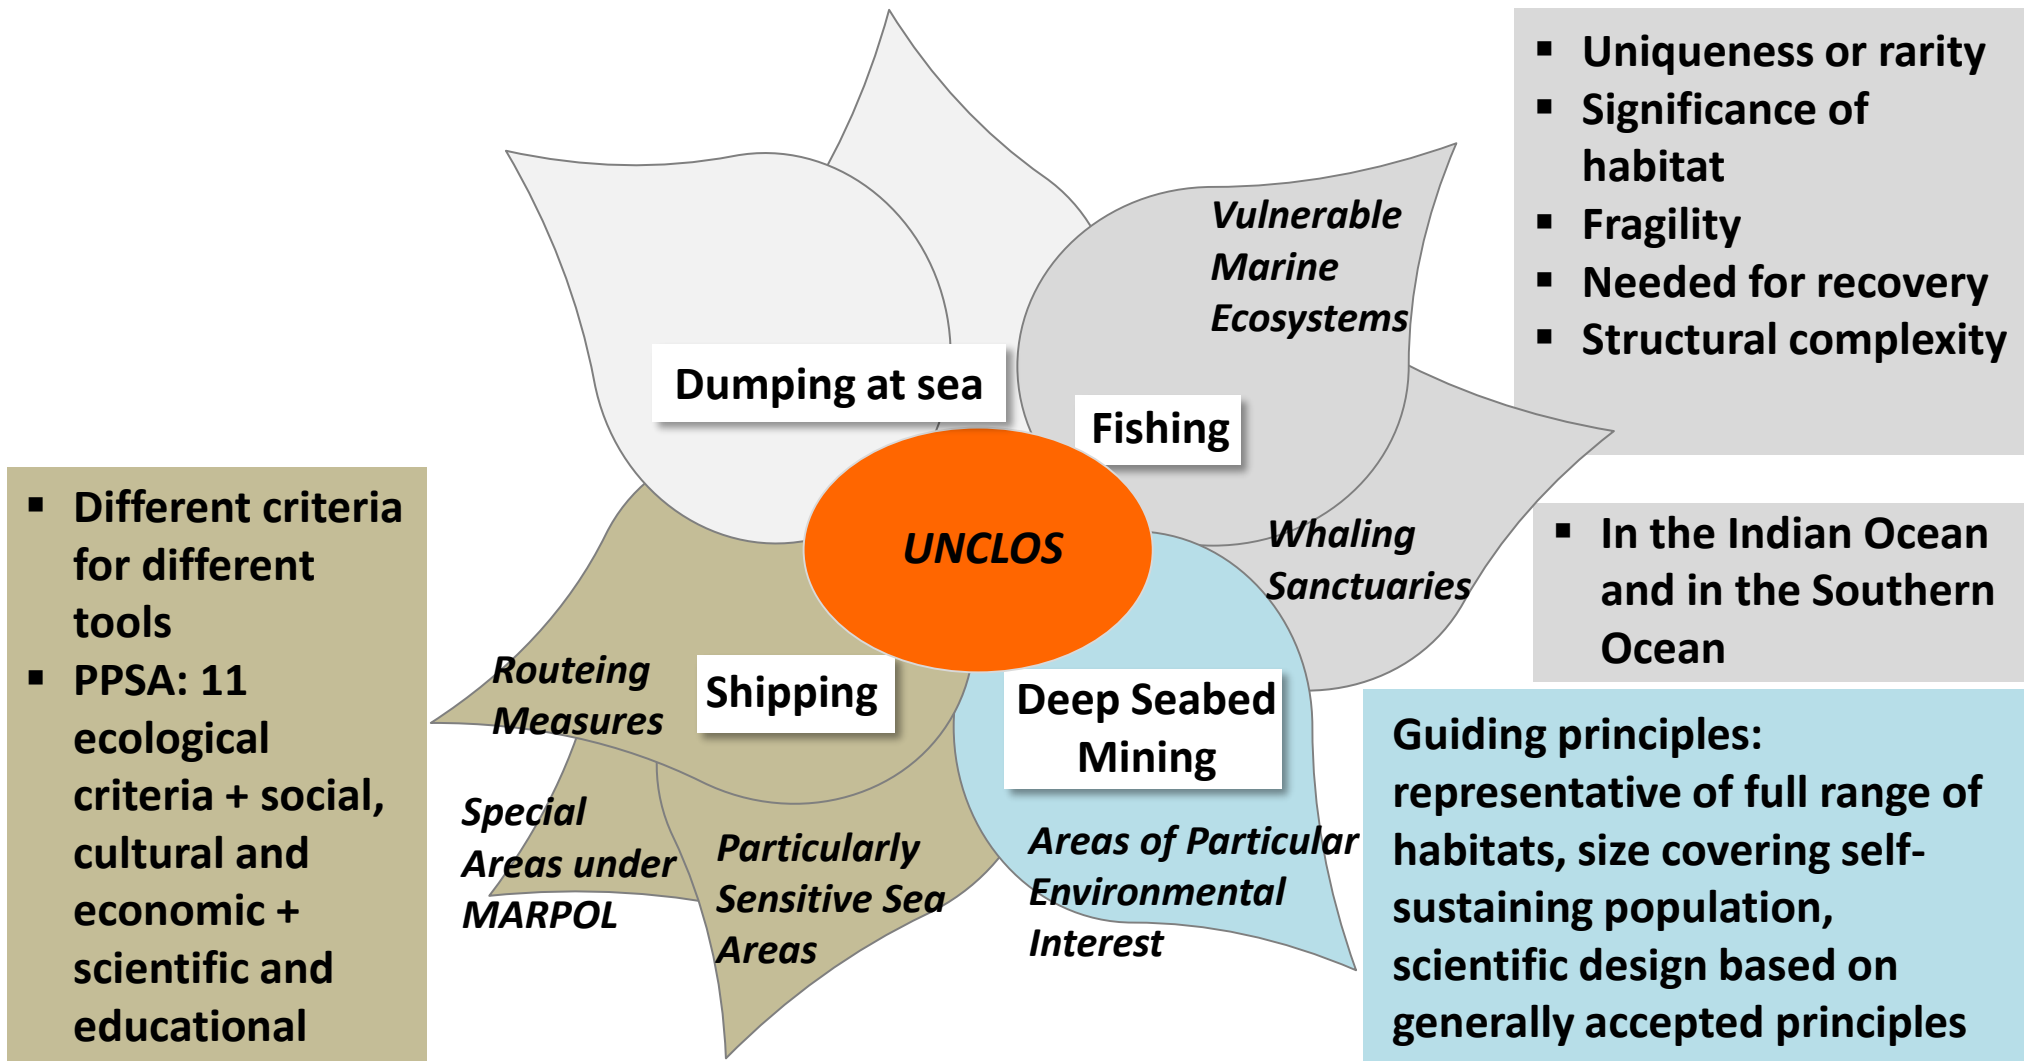 ▪ Uniqueness or rarity
▪ Significance of
habitat
▪ Fragility
▪ Needed for recovery
▪ Structural complexity
Vulnerable
Marine
Ecosystems
Dumping at sea
Fishing
UNCLOS
Whaling
Sanctuaries
▪ In the Indian Ocean
and in the Southern
Ocean
▪ Different criteria
for different
tools
▪ PPSA: 11
ecological
criteria + social,
cultural and
economic +
scientific and
educational
Routeing
Measures
Shipping
Deep Seabed
Mining
Special
Areas under
MARPOL
Particularly
Sensitive Sea
Areas
Areas of Particular
Environmental
Interest
Guiding principles:
representative of full range of
habitats, size covering self-
sustaining population,
scientific design based on
generally accepted principles